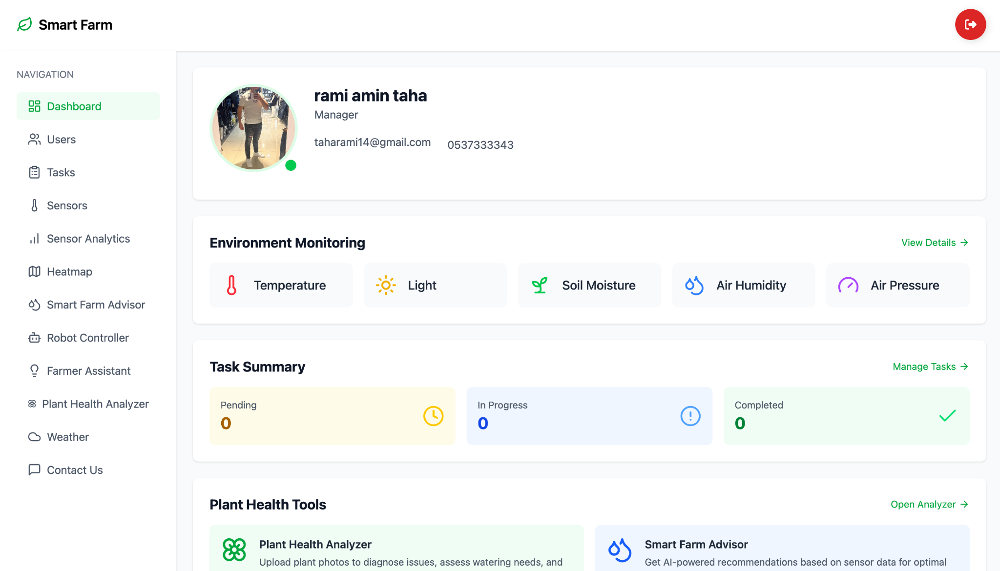 Smart Farm
NAVIGATION
Dashboard
Users
Tasks
Sensors
Sensor Analytics
Heatmap
Smart Farm Advisor
Robot Controller
Farmer Assistant
Plant Health Analyzer
Weather
Contact Us
rami amin taha
Manager
taharami14@gmail.com
0537333343
Environment Monitoring
View Details
Temperature
Light
Soil Moisture
Air Humidity
Air Pressure
Task Summary
Manage Tasks
Pending
0
In Progress
0
Completed
0
Plant Health Tools
Open Analyzer
Plant Health Analyzer
Upload plant photos to diagnose issues, assess watering needs, and
Smart Farm Advisor
Get AI-powered recommendations based on sensor data for optimal